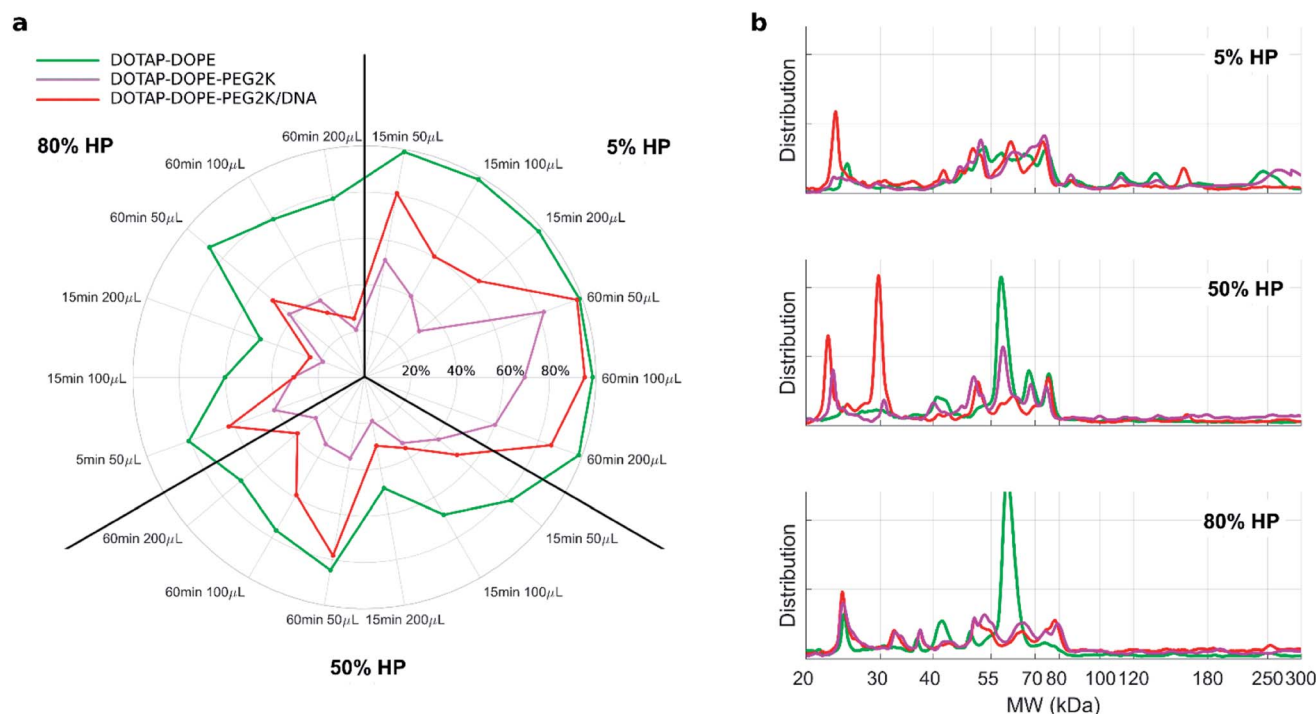 a
DOTAP-DOPE
DOTAP-DOPE-PEG2K
DOTAP-DOPE-PEG2K/DNA
80% HP
5% HP
50% HP
60min 200μL
15min 50μL
15min 100μL
15min 200μL
60min 50μL
60min 100μL
60min 200μL
15min 50μL
15min 100μL
15min 200μL
60min 50μL
60min 100μL
60min 200μL
5min 50μL
15min 100μL
15min 200μL
60min 50μL
60min 100μL
20% 40% 60% 80%
b
5% HP
Distribution
50% HP
Distribution
80% HP
Distribution
20 30 40 55 70 80 100 120 180 250 300
MW (kDa)